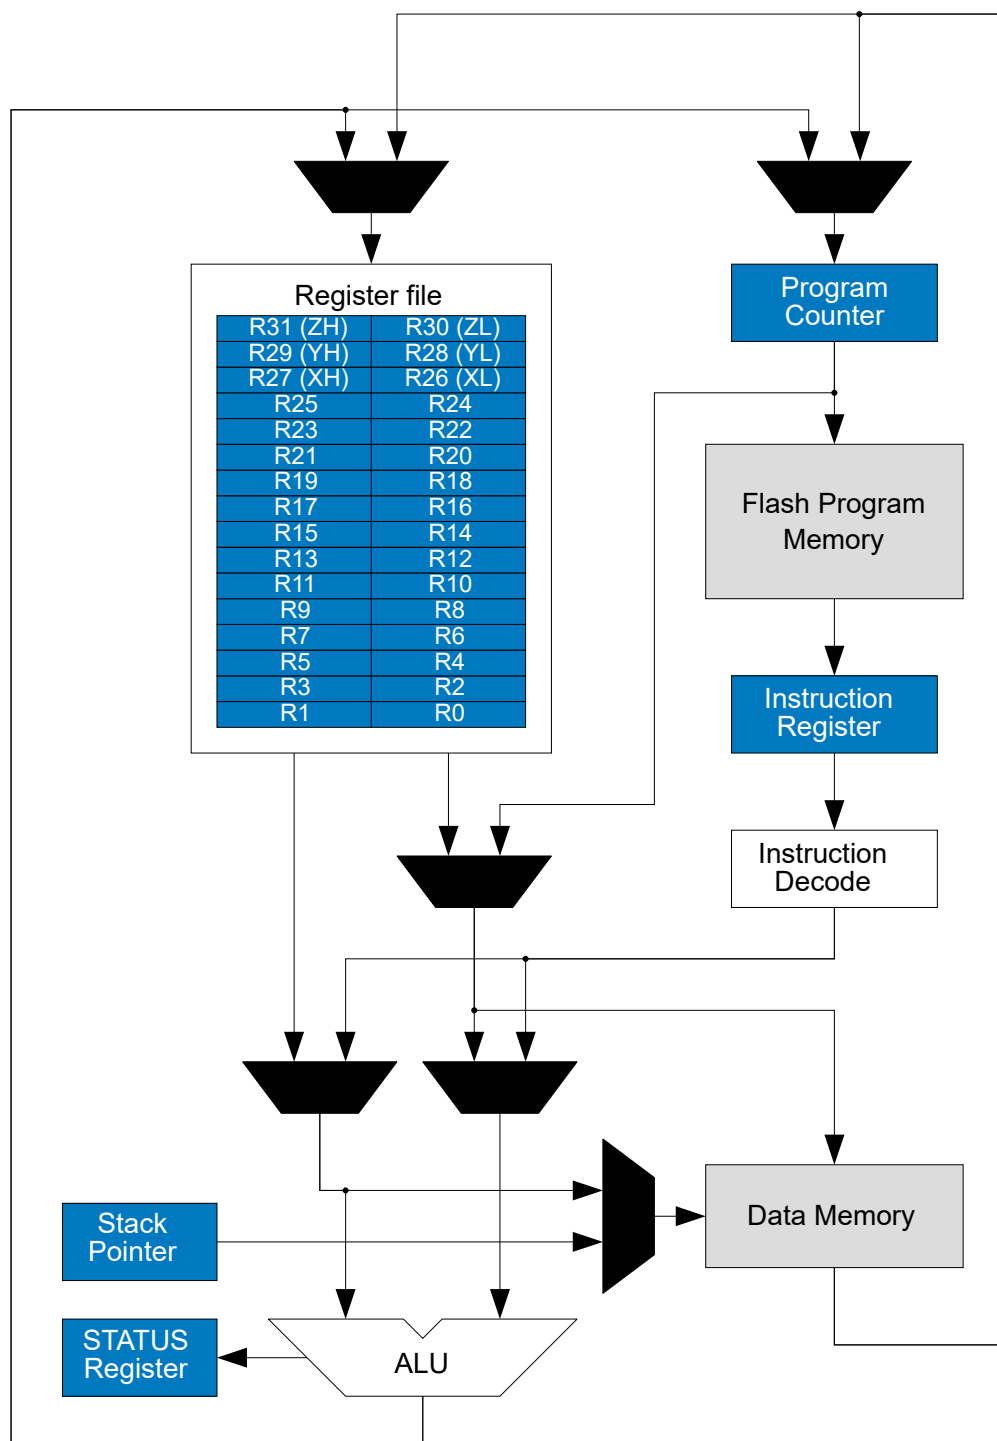 Register file
R31 (ZH) R30 (ZL)
R29 (YH) R28 (YL)
R27 (XH) R26 (XL)
R25 R24
R23 R22
R21 R20
R19 R18
R17 R16
R15 R14
R13 R12
R11 R10
R9 R8
R7 R6
R5 R4
R3 R2
R1 R0
Program
Counter
Flash Program
Memory
Instruction
Register
Instruction
Decode
Data Memory
Stack
Pointer
STATUS
Register
ALU